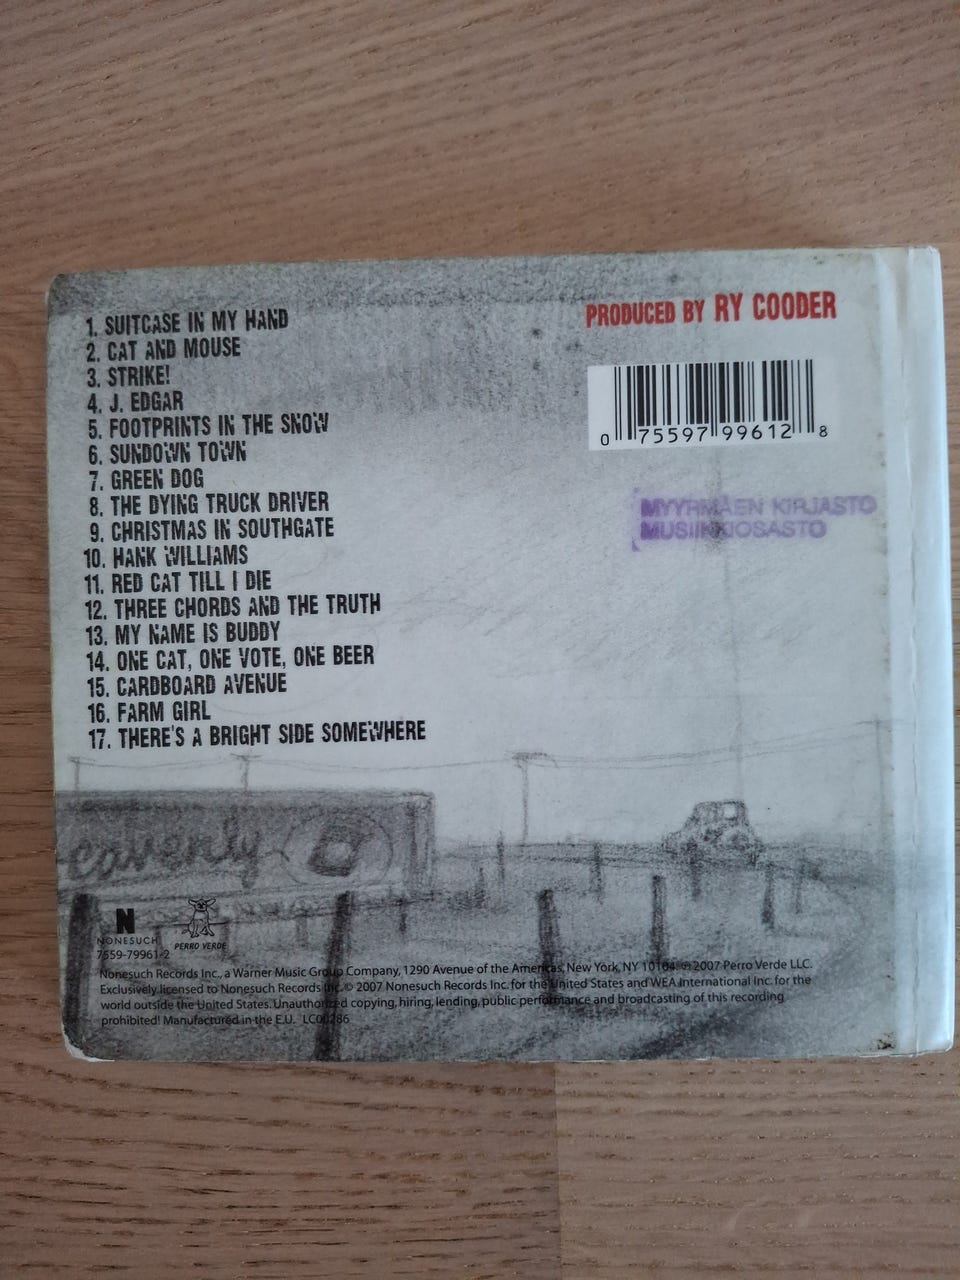 1. SUITCASE IN MY HAND
2. CAT AND MOUSE
3. STRIKE!
4. J. EDGAR
5. FOOTPRINTS IN THE SNOW
6. SUNDOWN TOWN
7. GREEN DOG
8. THE DYING TRUCK DRIVER
9. CHRISTMAS IN SOUTHGATE
10. HANK WILLIAMS
11. RED CAT TILL I DIE
12. THREE CHORDS AND THE TRUTH
13. MY NAME IS BUDDY
14. ONE CAT, ONE VOTE, ONE BEER
15. CARDBOARD AVENUE
16. FARM GIRL
17. THERE'S A BRIGHT SIDE SOMEWHERE
PRODUCED BY RY COODER
0 75597 99612 8
MYYRMÄEN KIRJASTO
MUSIIKKIOSASTO
eavenly
N
NONESUCH
PERRO VERDE
7559-79961-2
Nonesuch Records Inc., a Warner Music Group Company, 1290 Avenue of the Americas, New York, NY 10104. ℗ 2007 Perro Verde LLC.
Exclusively licensed to Nonesuch Records Inc. © 2007 Nonesuch Records Inc. for the United States and WEA International Inc. for the
world outside the United States. Unauthorized copying, hiring, lending, public performance and broadcasting of this recording
prohibited! Manufactured in the E.U. LC00286